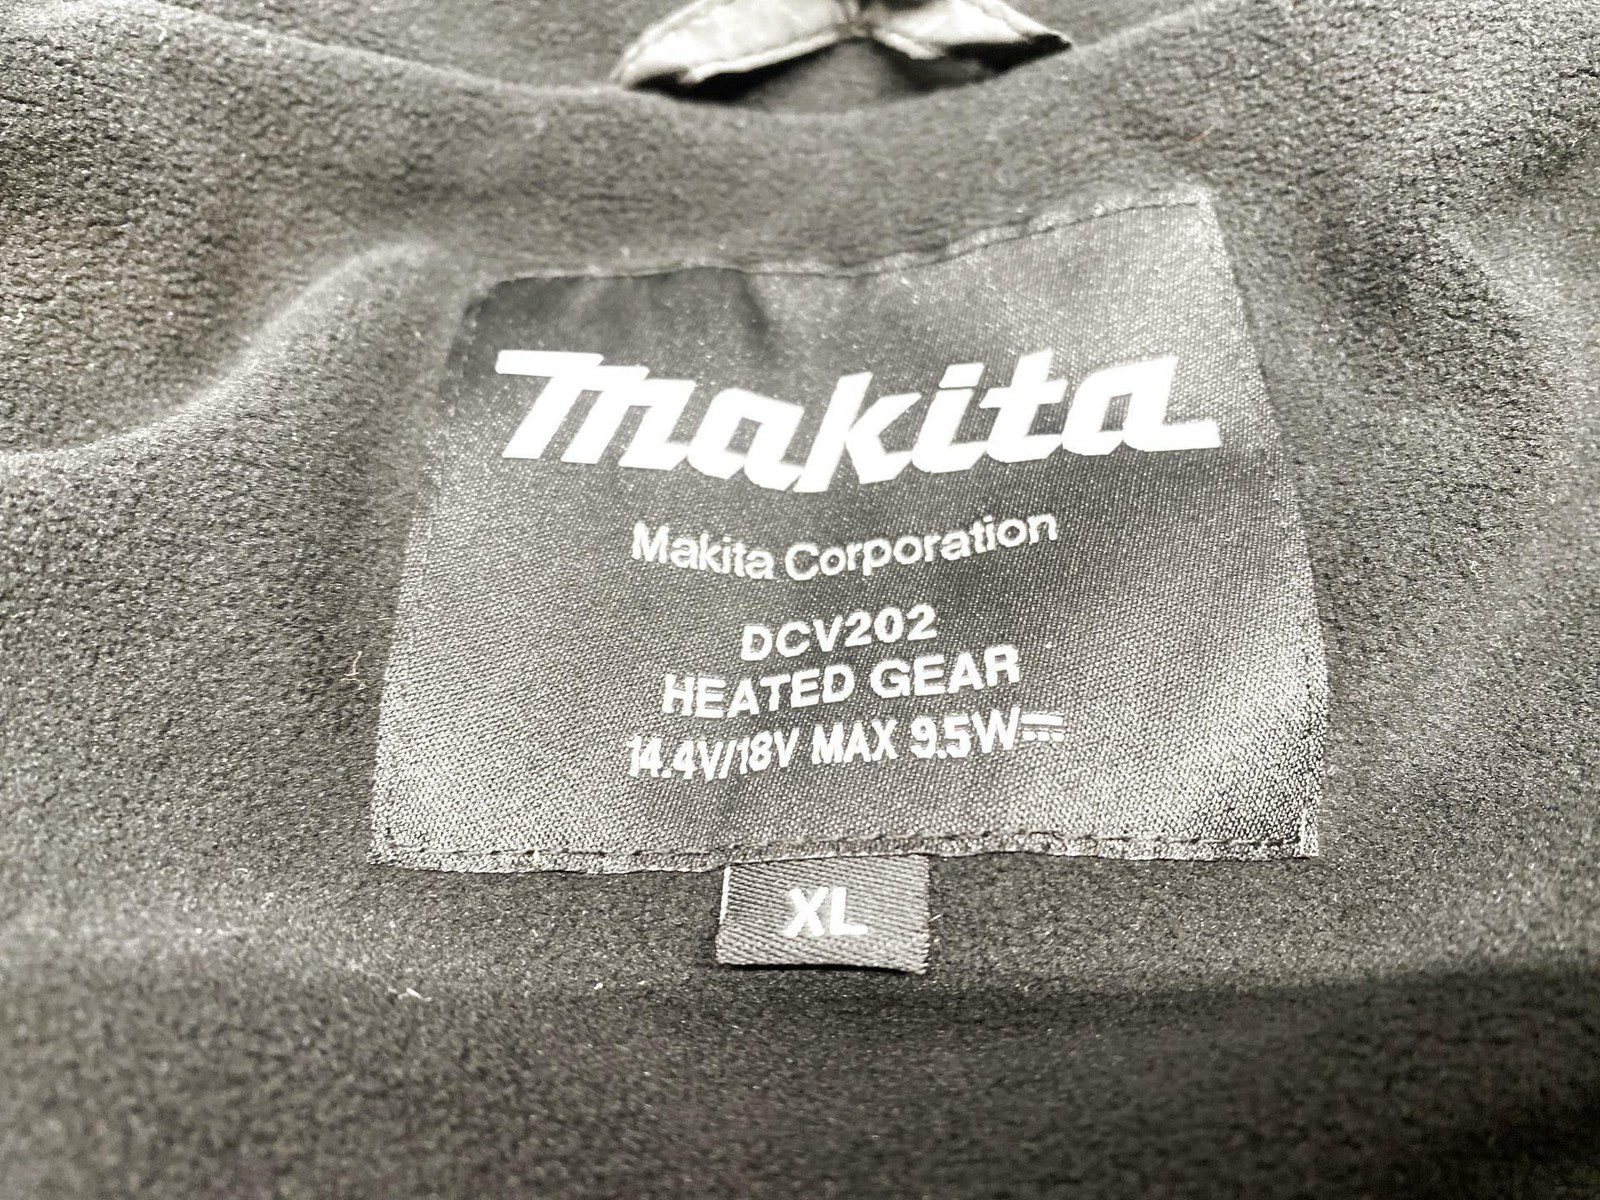 makita
Makita Corporation
DCV202
HEATED GEAR
14.4V/18V MAX 9.5W⎓
XL